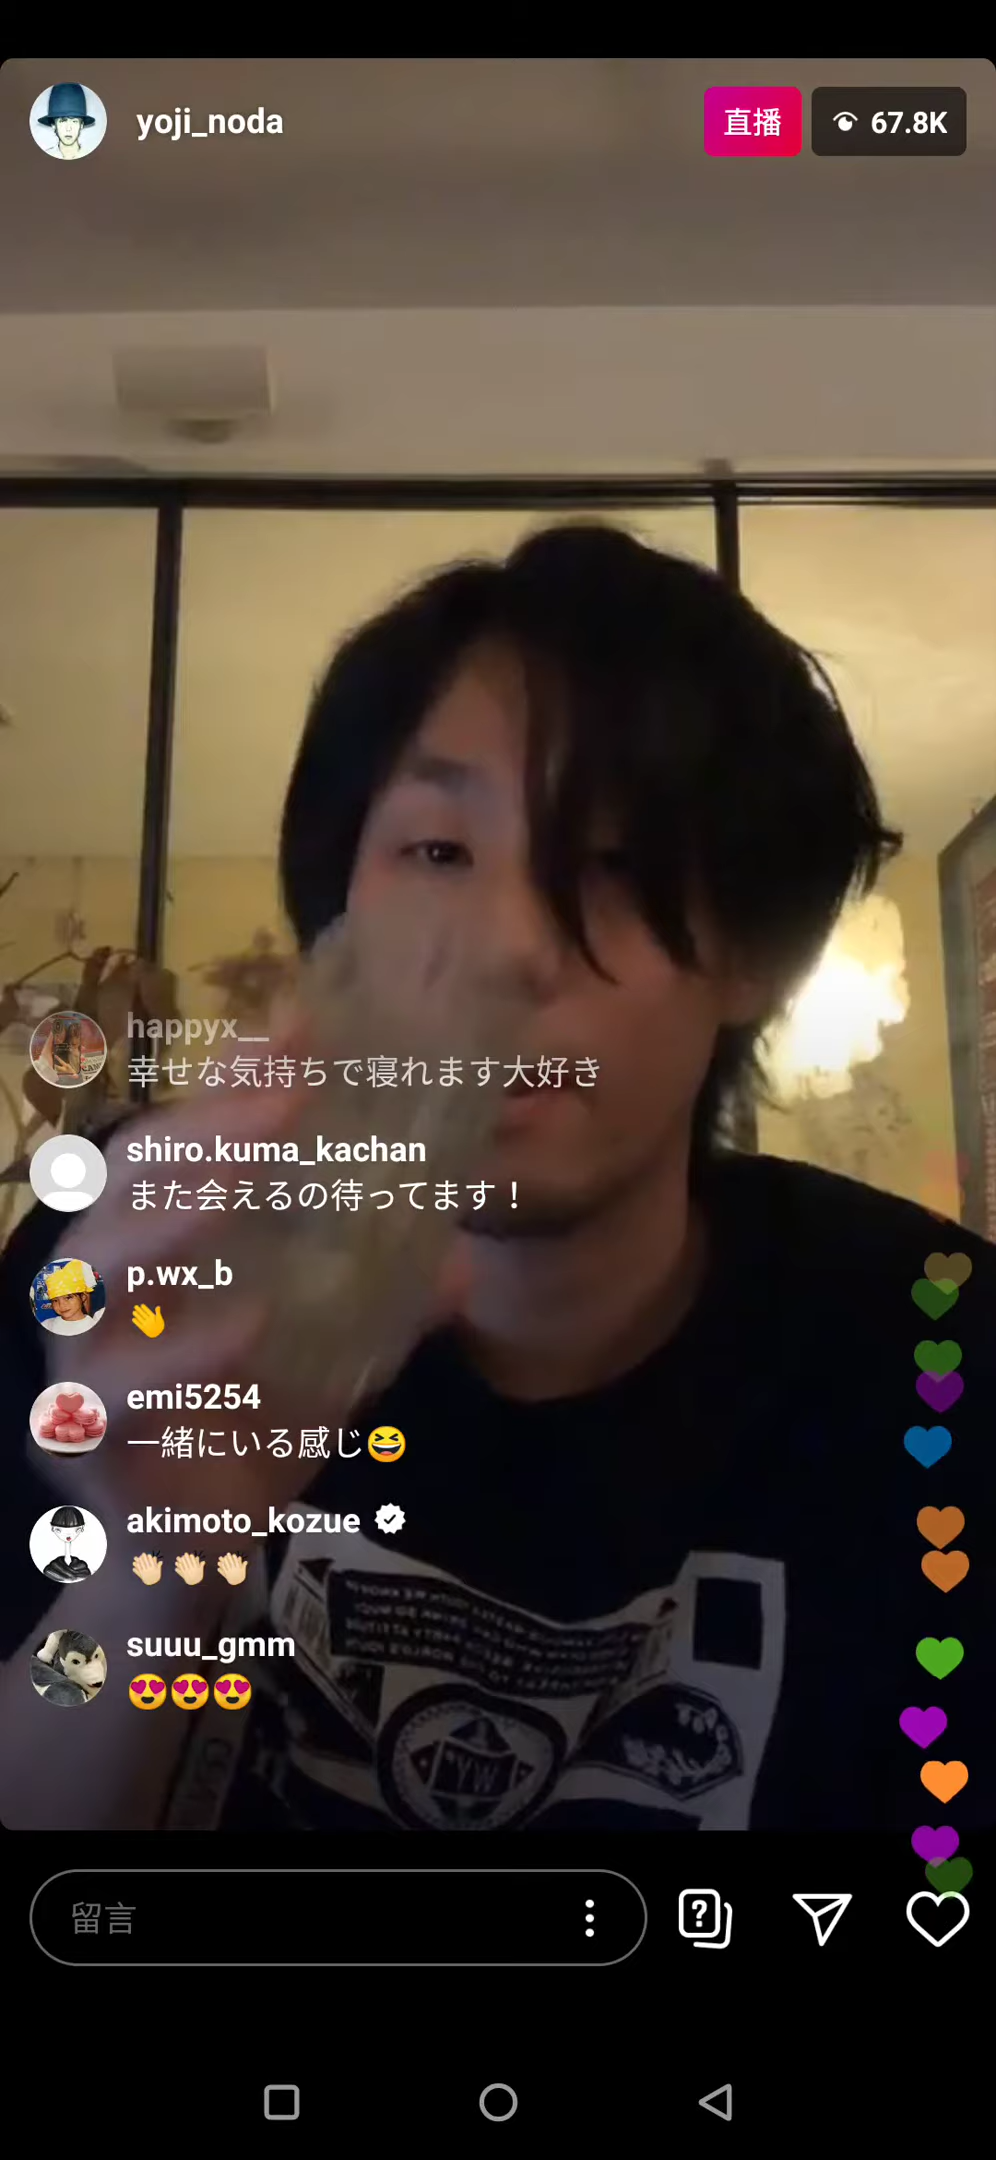 yoji_noda
直播
67.8K
happyx__
幸せな気持ちで寝れます大好き
shiro.kuma_kachan
また会えるの待ってます！
p.wx_b
👋
emi5254
一緒にいる感じ😆
akimoto_kozue
👏🏻👏🏻👏🏻
suuu_gmm
😍😍😍
留言